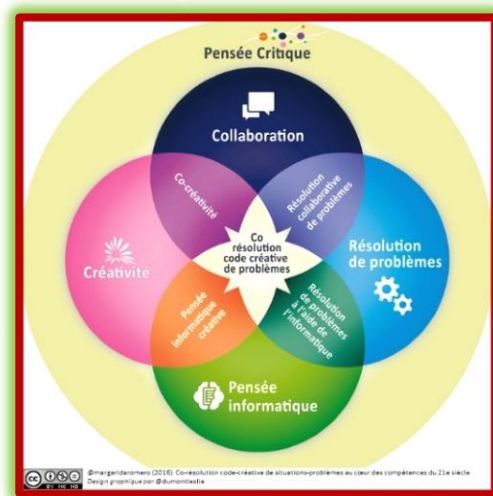 Pensée Critique
Collaboration
Co-créativité
Résolution
collaborative
de problèmes
Créativité
Co
résolution
code créative
de problèmes
Résolution
de problèmes
Pensée
informatique
créative
Résolution
de problèmes
à l'aide de
l'informatique
Pensée
informatique
@margaridaromero (2016). Co-résolution code-créative de situations-problèmes au cœur des compétences du 21e siècle
Design graphique par @dumontleslie